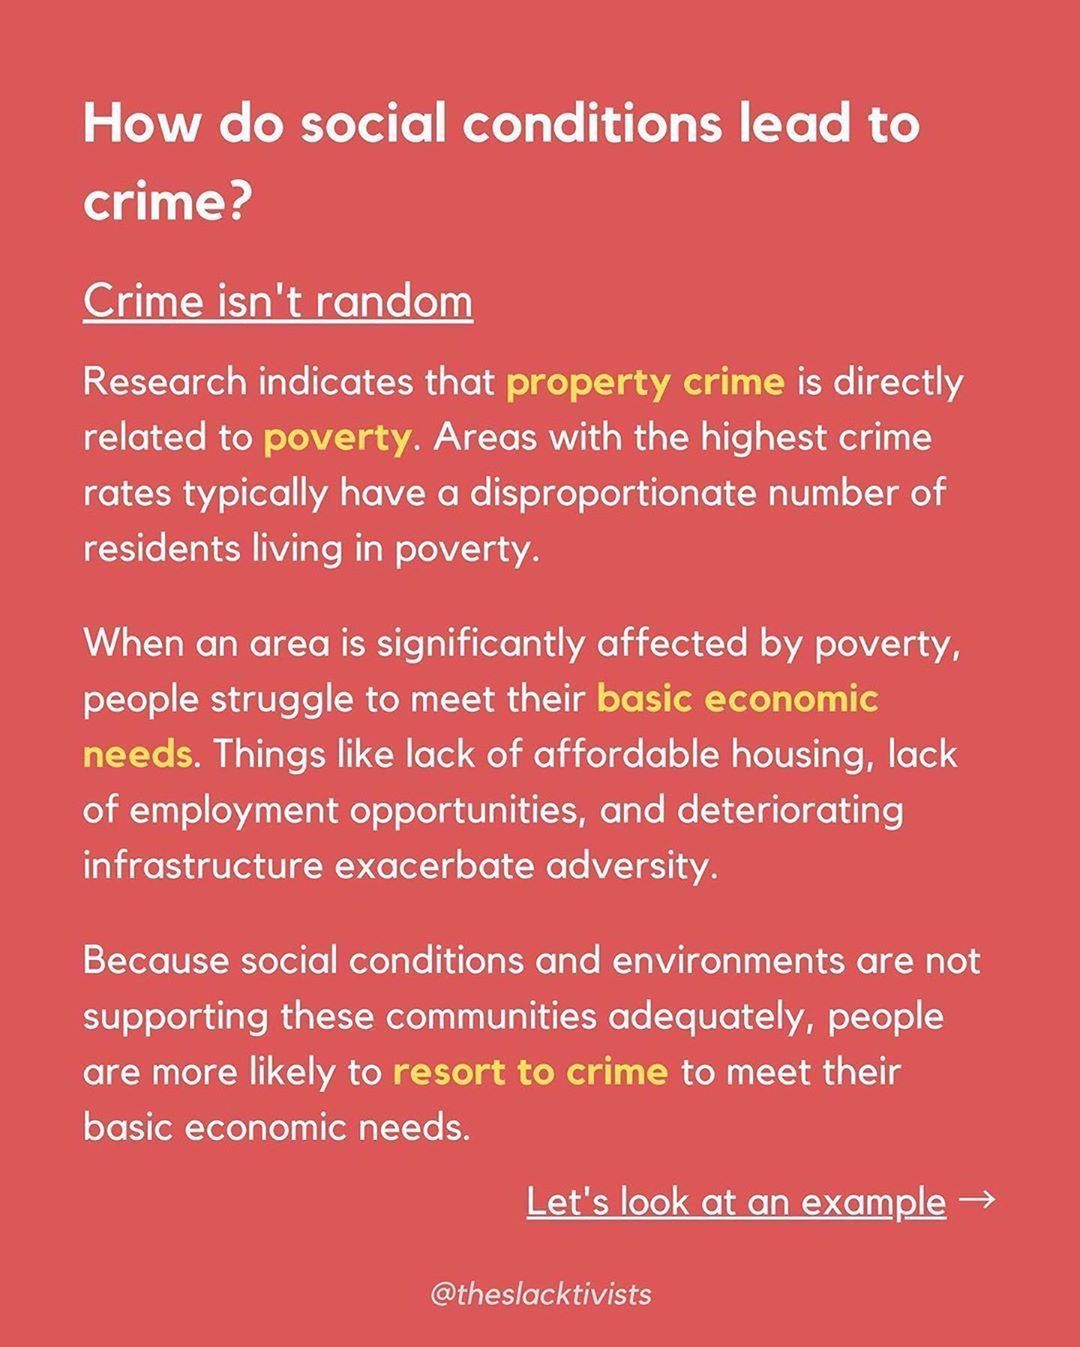 How do social conditions lead to
crime?
Crime isn't random
Research indicates that property crime is directly
related to poverty. Areas with the highest crime
rates typically have a disproportionate number of
residents living in poverty.
When an area is significantly affected by poverty,
people struggle to meet their basic economic
needs. Things like lack of affordable housing, lack
of employment opportunities, and deteriorating
infrastructure exacerbate adversity.
Because social conditions and environments are not
supporting these communities adequately, people
are more likely to resort to crime to meet their
basic economic needs.
Let's look at an example →
@theslacktivists